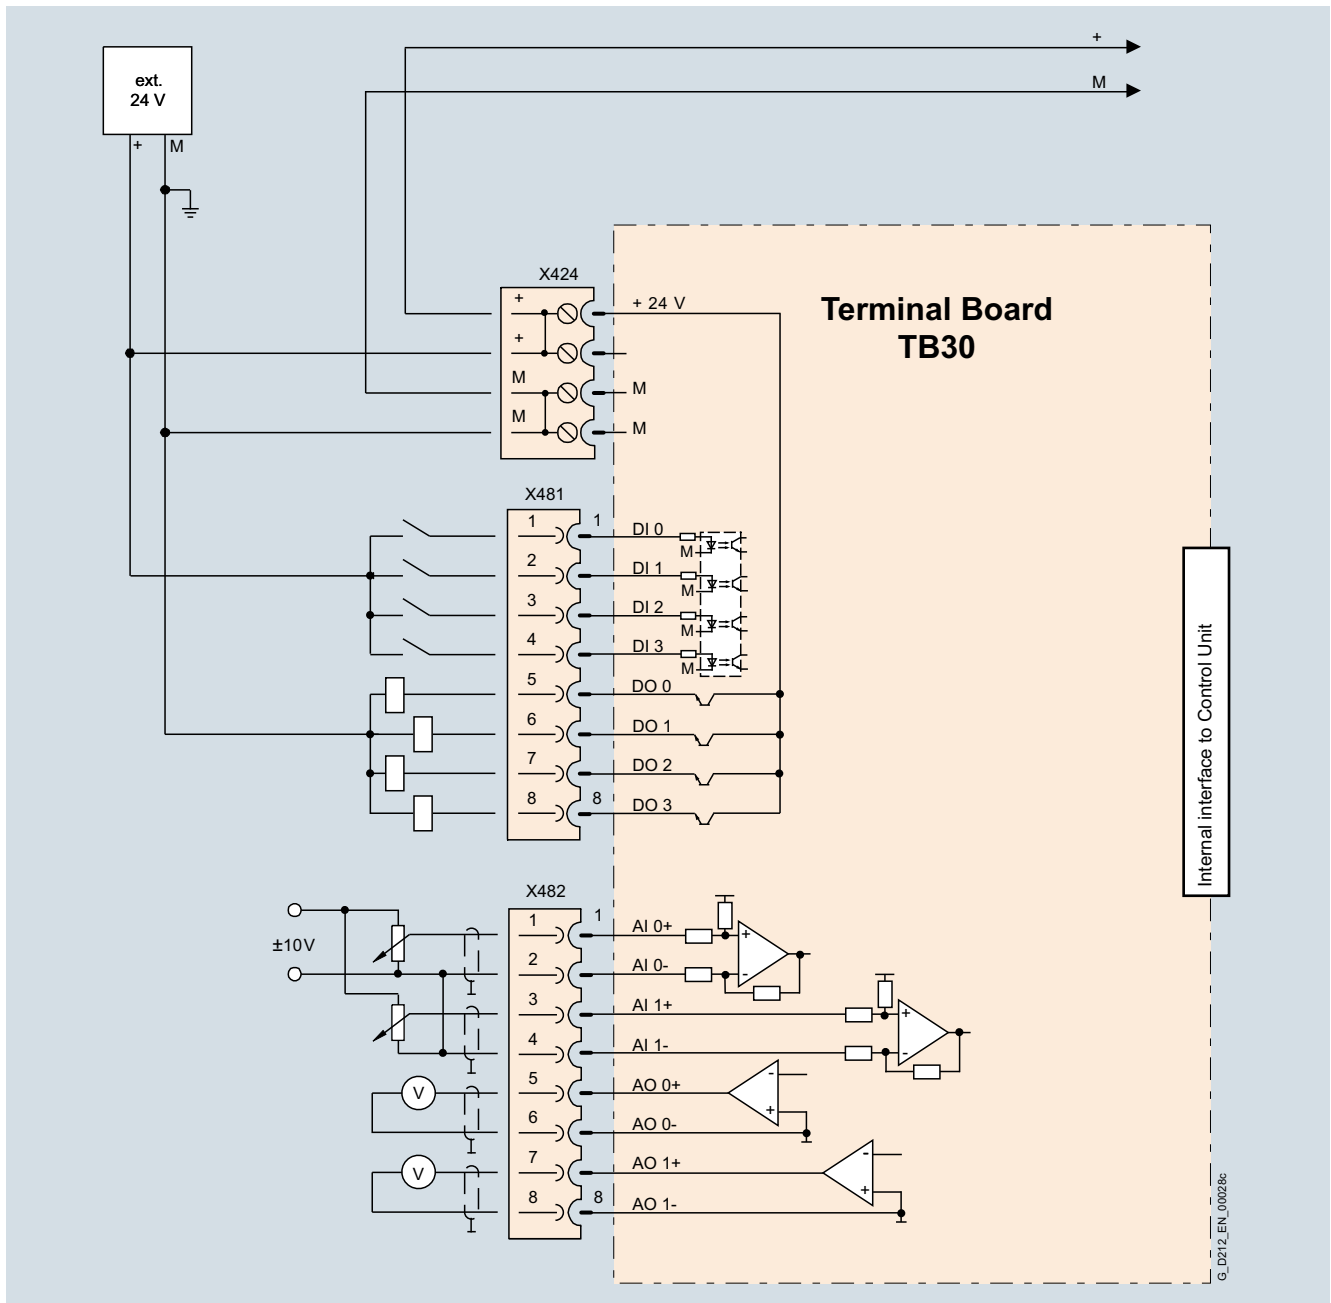 +
M
ext.
24 V
+ M
X424
+
+ 24 V
+
M
M
M
M
Terminal Board
TB30
X481
1 1 DI 0
M
2 DI 1
M
3 DI 2
M
4 DI 3
M
5 DO 0
6 DO 1
7 DO 2
8 8 DO 3
Internal interface to Control Unit
X482
±10V
1 1 AI 0+
+
2 AI 0-
-
3 AI 1+
+
4 AI 1-
-
V 5 AO 0+
-
+
6 AO 0-
V 7 AO 1+
-
+
8 8 AO 1-
G_D212_EN_00028c